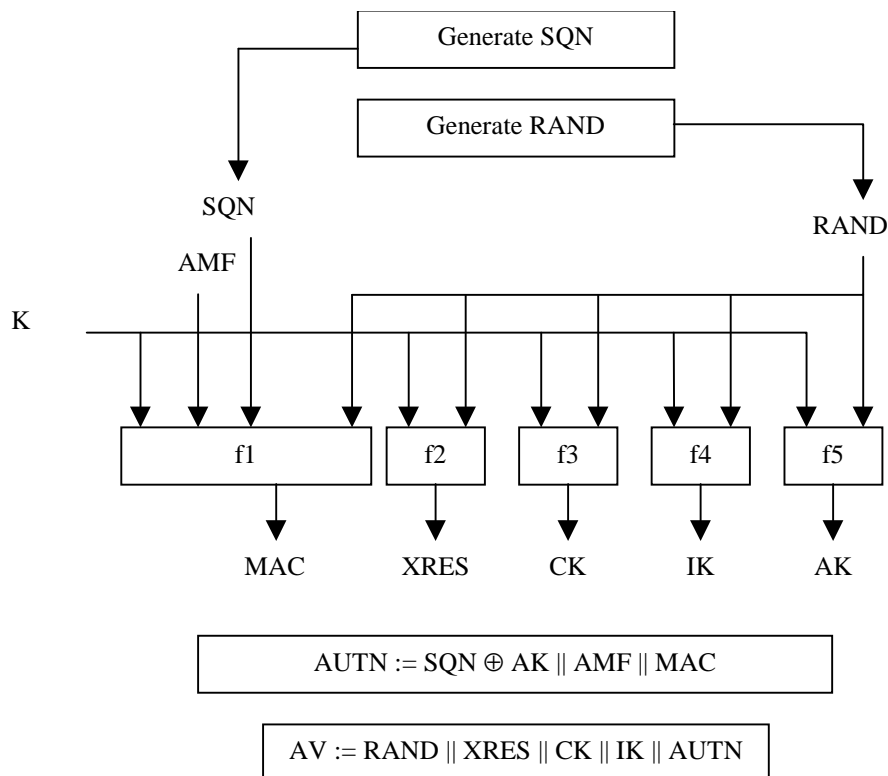 Generate SQN
Generate RAND
SQN
RAND
AMF
K
f1
f2
f3
f4
f5
MAC
XRES
CK
IK
AK
AUTN := SQN ⊕ AK || AMF || MAC
AV := RAND || XRES || CK || IK || AUTN